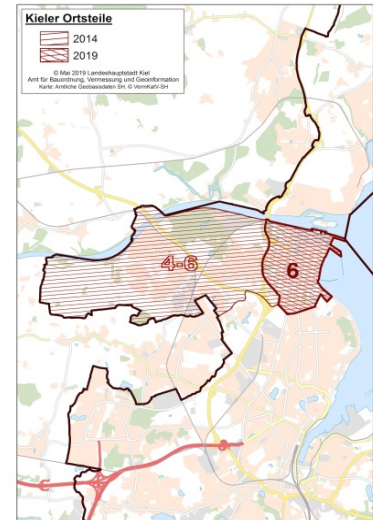 Kieler Ortsteile
2014
2019
© Mai 2019 Landeshauptstadt Kiel
Amt für Bauordnung, Vermessung und Geoinformation
Karte: Amtliche Geobasisdaten SH, © VermKatV-SH
4-6
6